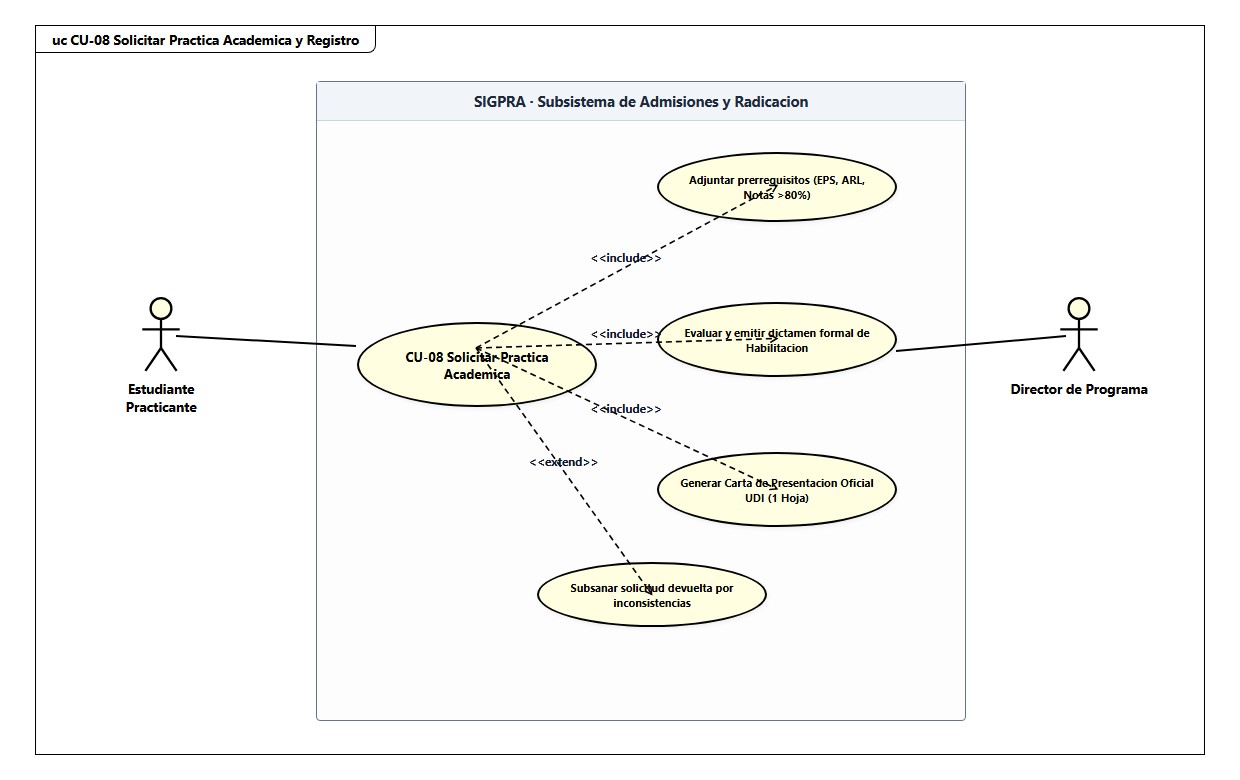 uc CU-08 Solicitar Practica Academica y Registro
SIGPRA · Subsistema de Admisiones y Radicacion
Adjuntar prerrequisitos (EPS, ARL,
Notas >80%)
<<include>>
<<include>>
Evaluar y emitir dictamen formal de
Habilitacion
CU-08 Solicitar Practica
Academica
Estudiante
Practicante
Director de Programa
<<include>>
<<extend>>
Generar Carta de Presentacion Oficial
UDI (1 Hoja)
Subsanar solicitud devuelta por
inconsistencias